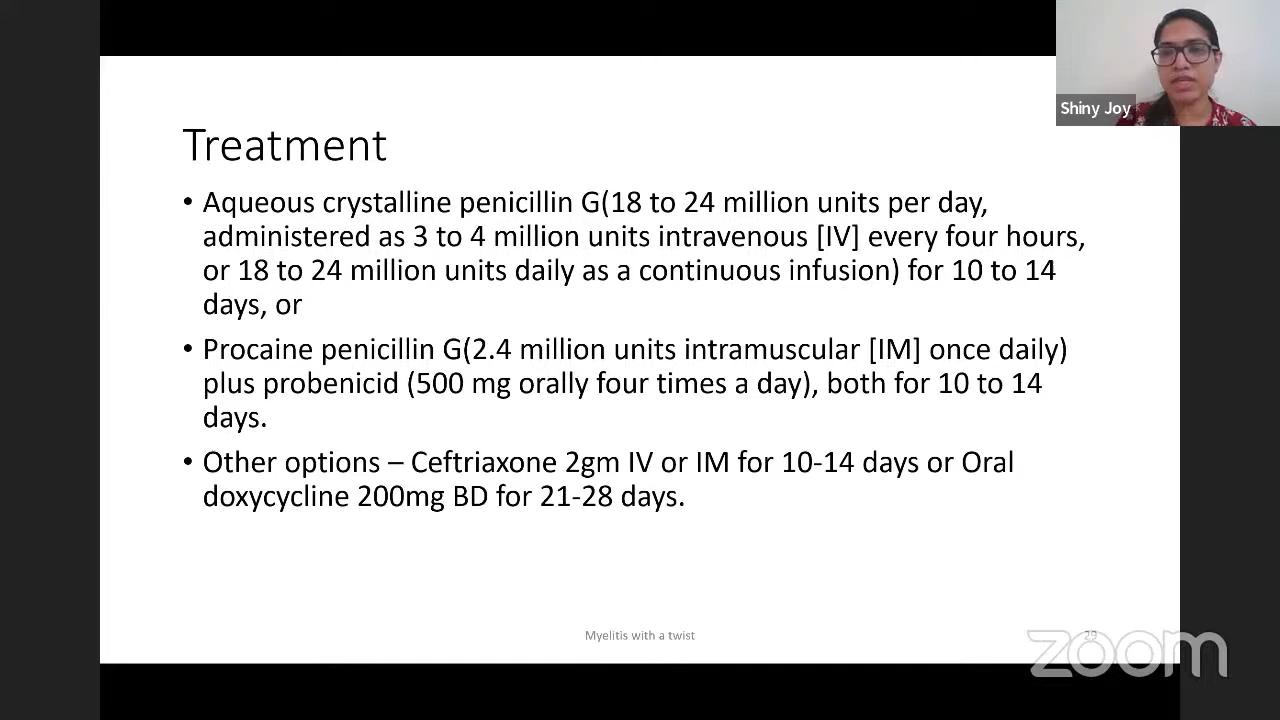 Shiny Joy
Treatment
• Aqueous crystalline penicillin G(18 to 24 million units per day,
administered as 3 to 4 million units intravenous [IV] every four hours,
or 18 to 24 million units daily as a continuous infusion) for 10 to 14
days, or
• Procaine penicillin G(2.4 million units intramuscular [IM] once daily)
plus probenicid (500 mg orally four times a day), both for 10 to 14
days.
• Other options – Ceftriaxone 2gm IV or IM for 10-14 days or Oral
doxycycline 200mg BD for 21-28 days.
Myelitis with a twist
zoom